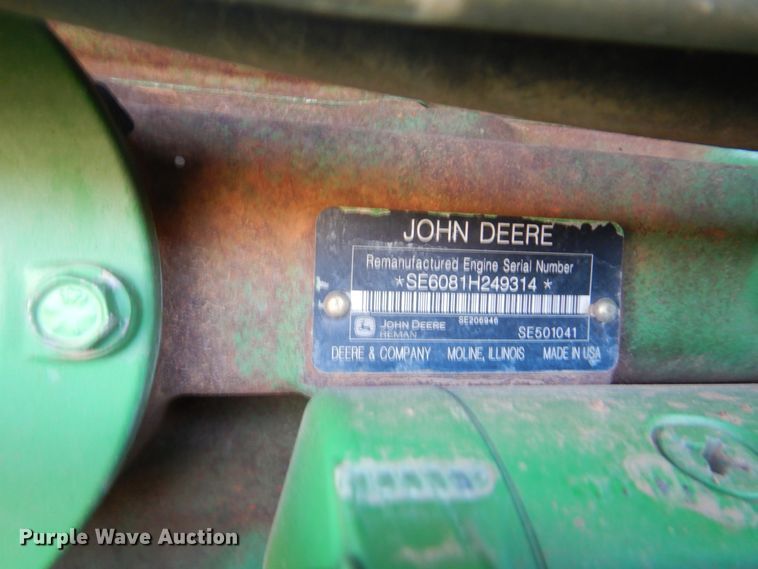 JOHN DEERE
Remanufactured Engine Serial Number
*SE6081H249314*
JOHN DEERE SE206946
REMAN SE501041
DEERE & COMPANY MOLINE, ILLINOIS MADE IN USA
Purple Wave Auction